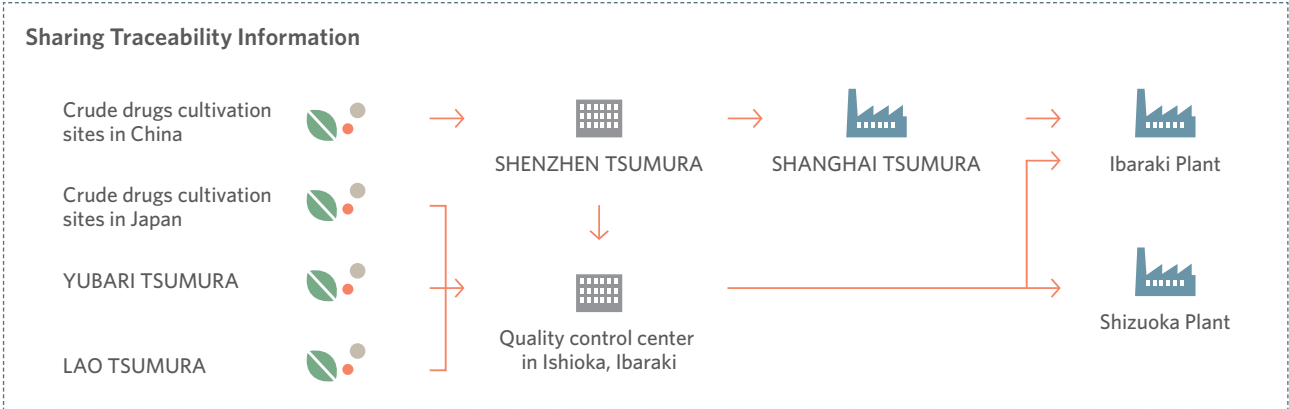 Sharing Traceability Information
Crude drugs cultivation
sites in China
SHENZHEN TSUMURA
SHANGHAI TSUMURA
Ibaraki Plant
Crude drugs cultivation
sites in Japan
YUBARI TSUMURA
Quality control center
in Ishioka, Ibaraki
Shizuoka Plant
LAO TSUMURA